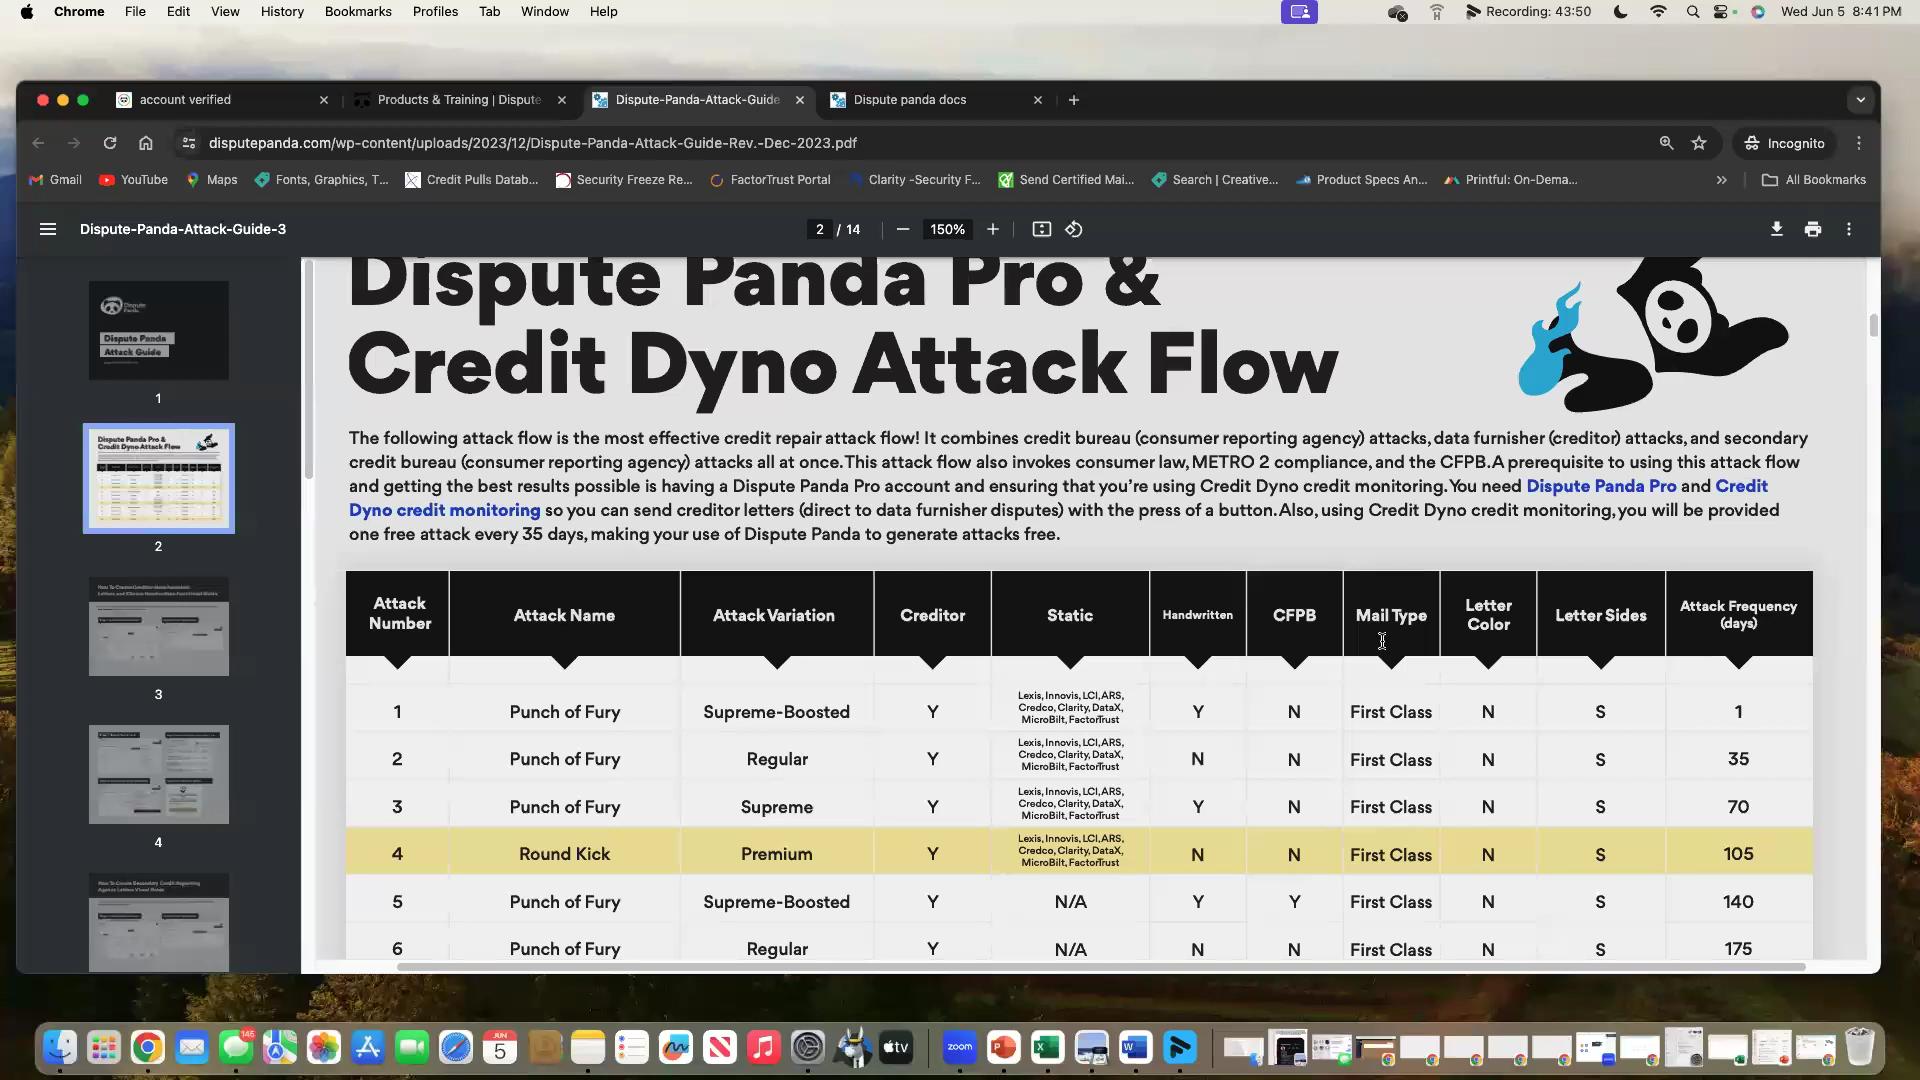 Chrome File Edit View History Bookmarks Profiles Tab Window Help
Recording: 43:50
Wed Jun 5 8:41 PM
account verified
Products & Training | Dispute
Dispute-Panda-Attack-Guide
Dispute panda docs
disputepanda.com/wp-content/uploads/2023/12/Dispute-Panda-Attack-Guide-Rev.-Dec-2023.pdf
Incognito
Gmail
YouTube
Maps
Fonts, Graphics, T...
Credit Pulls Datab...
Security Freeze Re...
FactorTrust Portal
Clarity -Security F...
Send Certified Mai...
Search | Creative...
Product Specs An...
Printful: On-Dema...
All Bookmarks
Dispute-Panda-Attack-Guide-3
2 / 14
150%
Dispute Panda
Attack Guide
1
Dispute Panda Pro &
Credit Dyno Attack Flow
2
3
4
Dispute Panda Pro &
Credit Dyno Attack Flow
The following attack flow is the most effective credit repair attack flow! It combines credit bureau (consumer reporting agency) attacks, data furnisher (creditor) attacks, and secondary
credit bureau (consumer reporting agency) attacks all at once. This attack flow also invokes consumer law, METRO 2 compliance, and the CFPB. A prerequisite to using this attack flow
and getting the best results possible is having a Dispute Panda Pro account and ensuring that you're using Credit Dyno credit monitoring. You need Dispute Panda Pro and Credit
Dyno credit monitoring so you can send creditor letters (direct to data furnisher disputes) with the press of a button. Also, using Credit Dyno credit monitoring, you will be provided
one free attack every 35 days, making your use of Dispute Panda to generate attacks free.
Attack Number Attack Name Attack Variation Creditor Static Handwritten CFPB Mail Type Letter Color Letter Sides Attack Frequency (days)
1 Punch of Fury Supreme-Boosted Y Lexis, Innovis, LCI, ARS, Credco, Clarity, DataX, MicroBilt, FactorTrust Y N First Class N S 1
2 Punch of Fury Regular Y Lexis, Innovis, LCI, ARS, Credco, Clarity, DataX, MicroBilt, FactorTrust N N First Class N S 35
3 Punch of Fury Supreme Y Lexis, Innovis, LCI, ARS, Credco, Clarity, DataX, MicroBilt, FactorTrust Y N First Class N S 70
4 Round Kick Premium Y Lexis, Innovis, LCI, ARS, Credco, Clarity, DataX, MicroBilt, FactorTrust N N First Class N S 105
5 Punch of Fury Supreme-Boosted Y N/A Y Y First Class N S 140
6 Punch of Fury Regular Y N/A N N First Class N S 175
146
JUN
5
tv
zoom